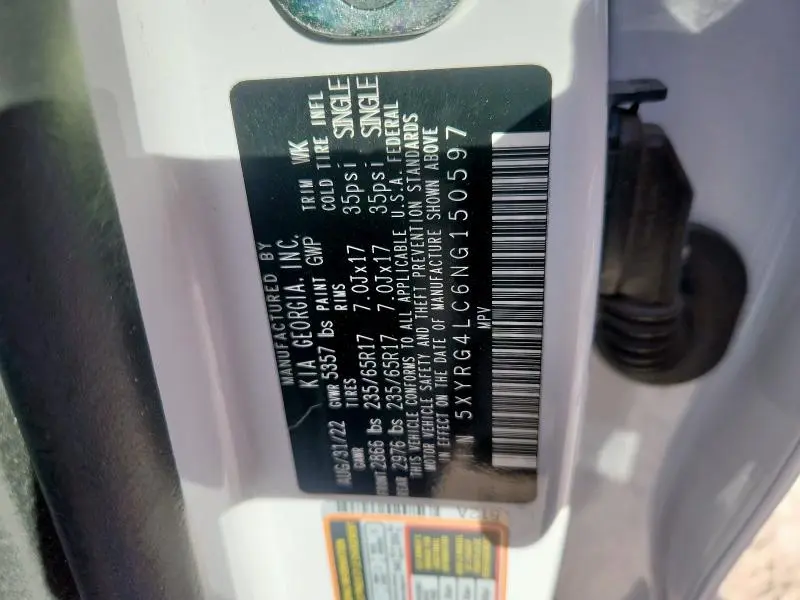 MANUFACTURED BY
KIA GEORGIA. INC.
AUG/31/22 GVWR 5357 lbs PAINT GWP TRIM WK
GAWR TIRES RIMS COLD TIRE INFL
FRONT 2866 lbs 235/65R17 7.0Jx17 35psi SINGLE
REAR 2976 lbs 235/65R17 7.0Jx17 35psi SINGLE
THIS VEHICLE CONFORMS TO ALL APPLICABLE U.S.A. FEDERAL
MOTOR VEHICLE SAFETY AND THEFT PREVENTION STANDARDS
IN EFFECT ON THE DATE OF MANUFACTURE SHOWN ABOVE
VIN 5XYRG4LC6NG150597
MPV